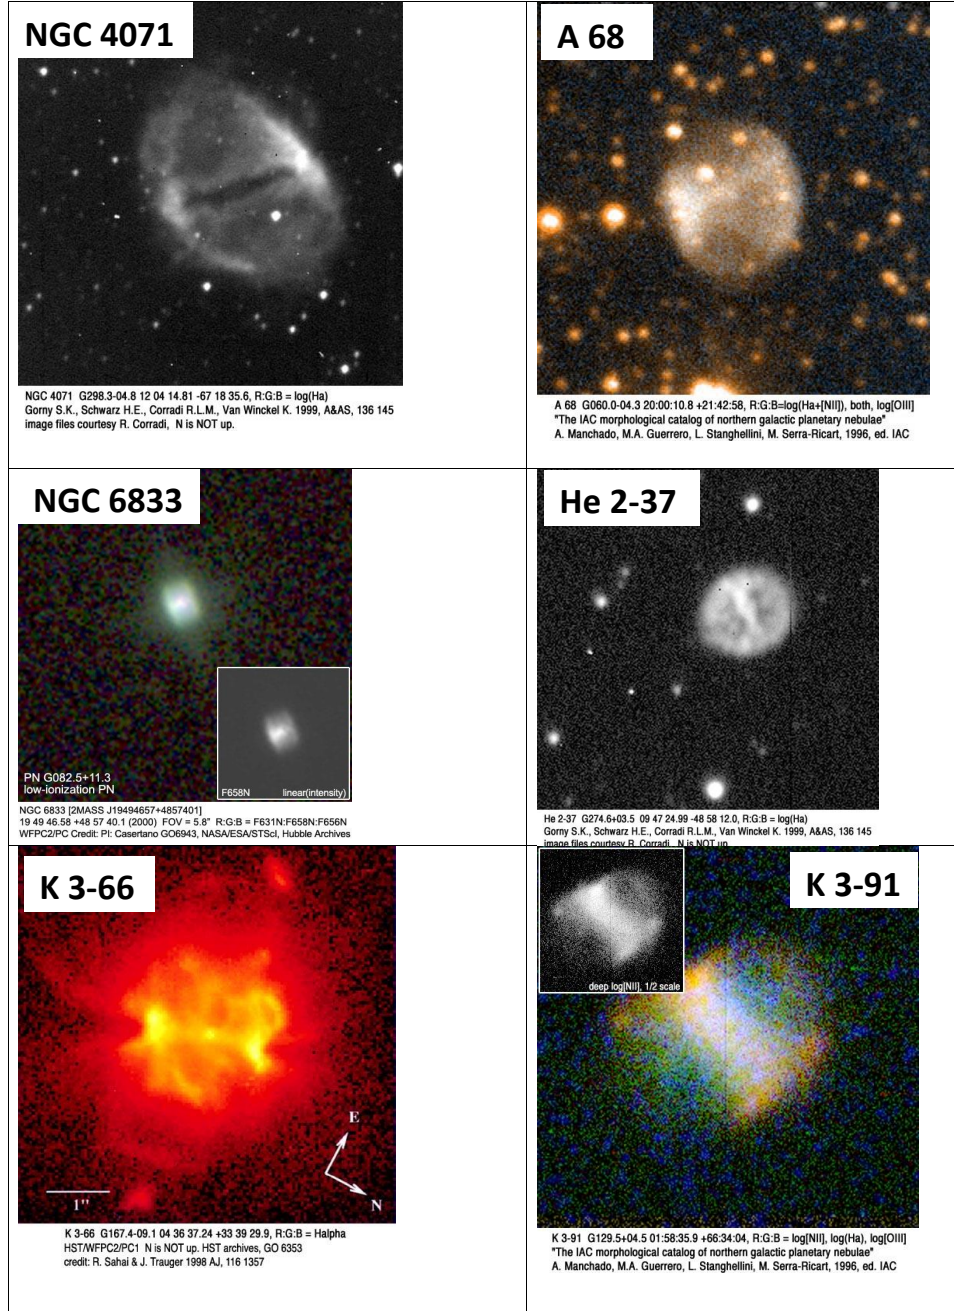 NGC 4071
NGC 4071 G298.3-04.8 12 04 14.81 -67 18 35.6, R:G:B = log(Ha)
Gorny S.K., Schwarz H.E., Corradi R.L.M., Van Winckel K. 1999, A&AS, 136 145
image files courtesy R. Corradi, N is NOT up.
A 68
A 68 G060.0-04.3 20:00:10.8 +21:42:58, R:G:B=log(Ha+[NII]), both, log[OIII]
"The IAC morphological catalog of northern galactic planetary nebulae"
A. Manchado, M.A. Guerrero, L. Stanghellini, M. Serra-Ricart, 1996, ed. IAC
NGC 6833
PN G082.5+11.3
low-ionization PN
F658N linear(intensity)
NGC 6833 [2MASS J19494657+4857401]
19 49 46.58 +48 57 40.1 (2000) FOV = 5.8" R:G:B = F631N:F658N:F656N
WFPC2/PC Credit: PI: Casertano GO6943, NASA/ESA/STScI, Hubble Archives
He 2-37
He 2-37 G274.6+03.5 09 47 24.99 -48 58 12.0, R:G:B = log(Ha)
Gorny S.K., Schwarz H.E., Corradi R.L.M., Van Winckel K. 1999, A&AS, 136 145
image files courtesy R. Corradi, N is NOT up
K 3-66
E
N
1"
K 3-66 G167.4-09.1 04 36 37.24 +33 39 29.9, R:G:B = Halpha
HST/WFPC2/PC1 N is NOT up. HST archives, GO 6353
credit: R. Sahai & J. Trauger 1998 AJ, 116 1357
K 3-91
deep log[NII], 1/2 scale
K 3-91 G129.5+04.5 01:58:35.9 +66:34:04, R:G:B = log[NII], log(Ha), log[OIII]
"The IAC morphological catalog of northern galactic planetary nebulae"
A. Manchado, M.A. Guerrero, L. Stanghellini, M. Serra-Ricart, 1996, ed. IAC